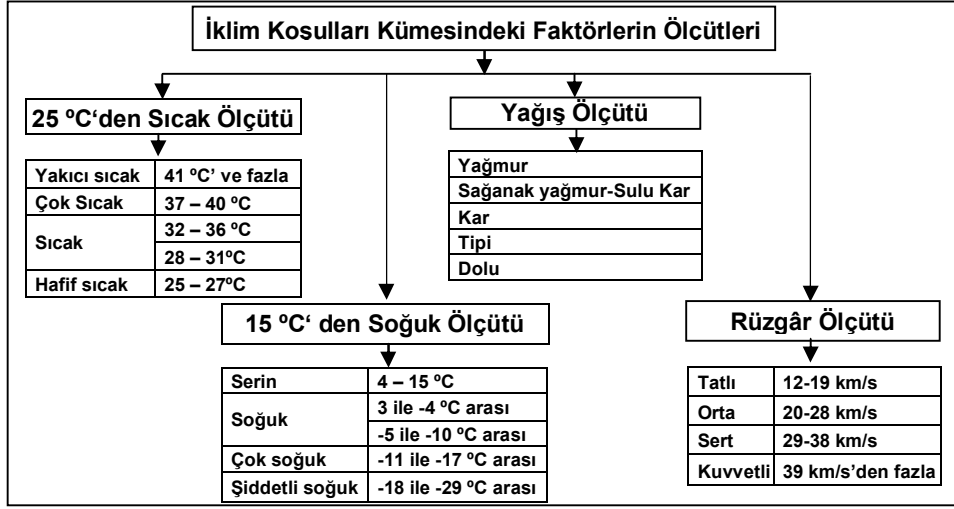 İklim Koşulları Kümesindeki Faktörlerin Ölçütleri
25 ºC‘den Sıcak Ölçütü
Yakıcı sıcak 41 ºC’ ve fazla
Çok Sıcak 37 – 40 ºC
Sıcak 32 – 36 ºC
28 – 31ºC
Hafif sıcak 25 – 27ºC
Yağış Ölçütü
Yağmur
Sağanak yağmur-Sulu Kar
Kar
Tipi
Dolu
15 ºC‘ den Soğuk Ölçütü
Serin 4 – 15 ºC
Soğuk 3 ile -4 ºC arası
-5 ile -10 ºC arası
Çok soğuk -11 ile -17 ºC arası
Şiddetli soğuk -18 ile -29 ºC arası
Rüzgâr Ölçütü
Tatlı 12-19 km/s
Orta 20-28 km/s
Sert 29-38 km/s
Kuvvetli 39 km/s’den fazla